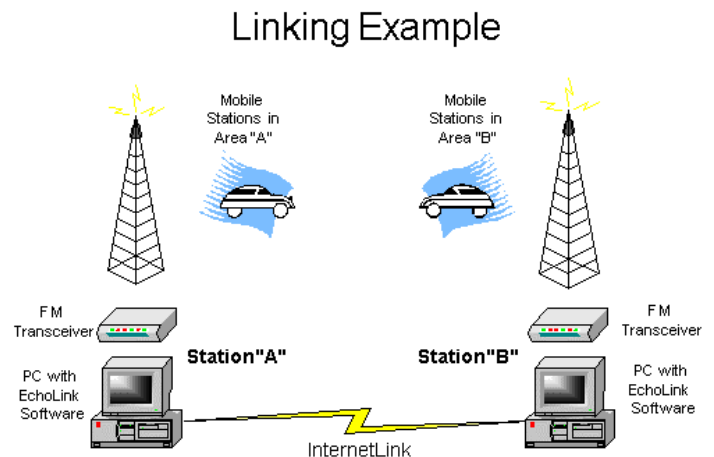 Linking Example
Mobile
Stations in
Area "A"
Mobile
Stations in
Area "B"
FM
Transceiver
FM
Transceiver
Station"A"
Station"B"
PC with
EchoLink
Software
PC with
EchoLink
Software
InternetLink